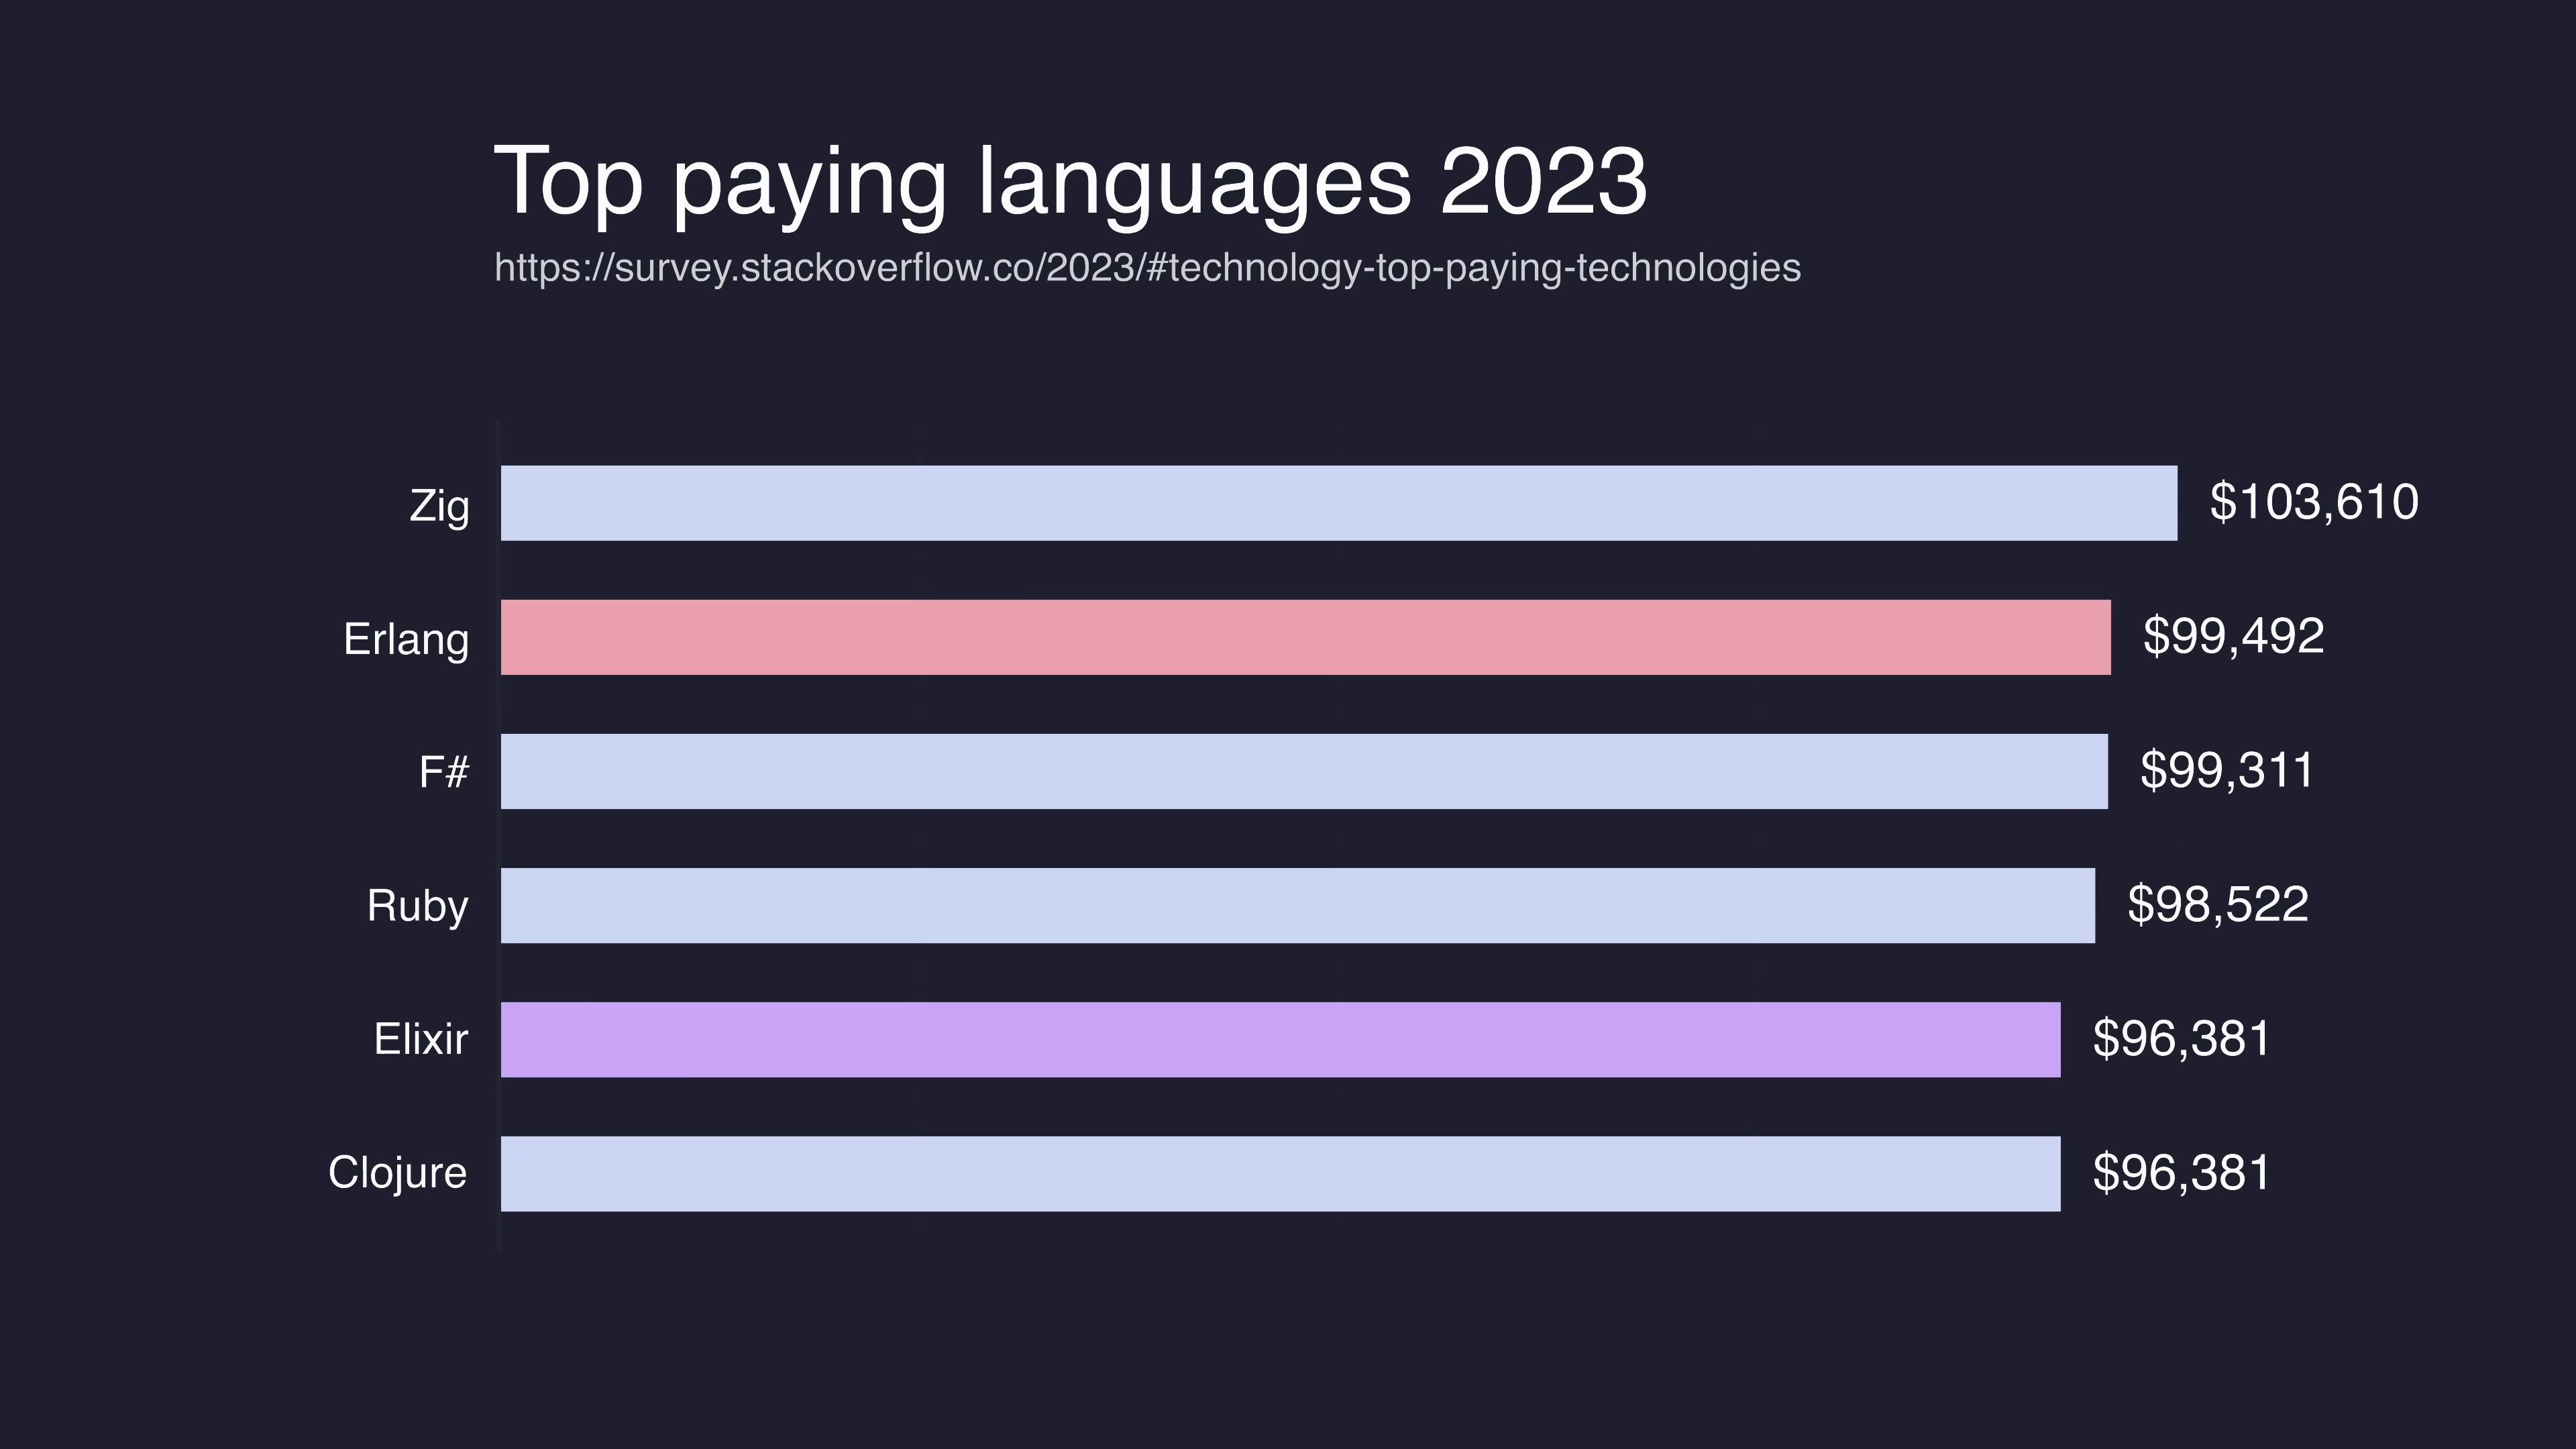 Top paying languages 2023
https://survey.stackoverflow.co/2023/#technology-top-paying-technologies
Zig $103,610
Erlang $99,492
F# $99,311
Ruby $98,522
Elixir $96,381
Clojure $96,381